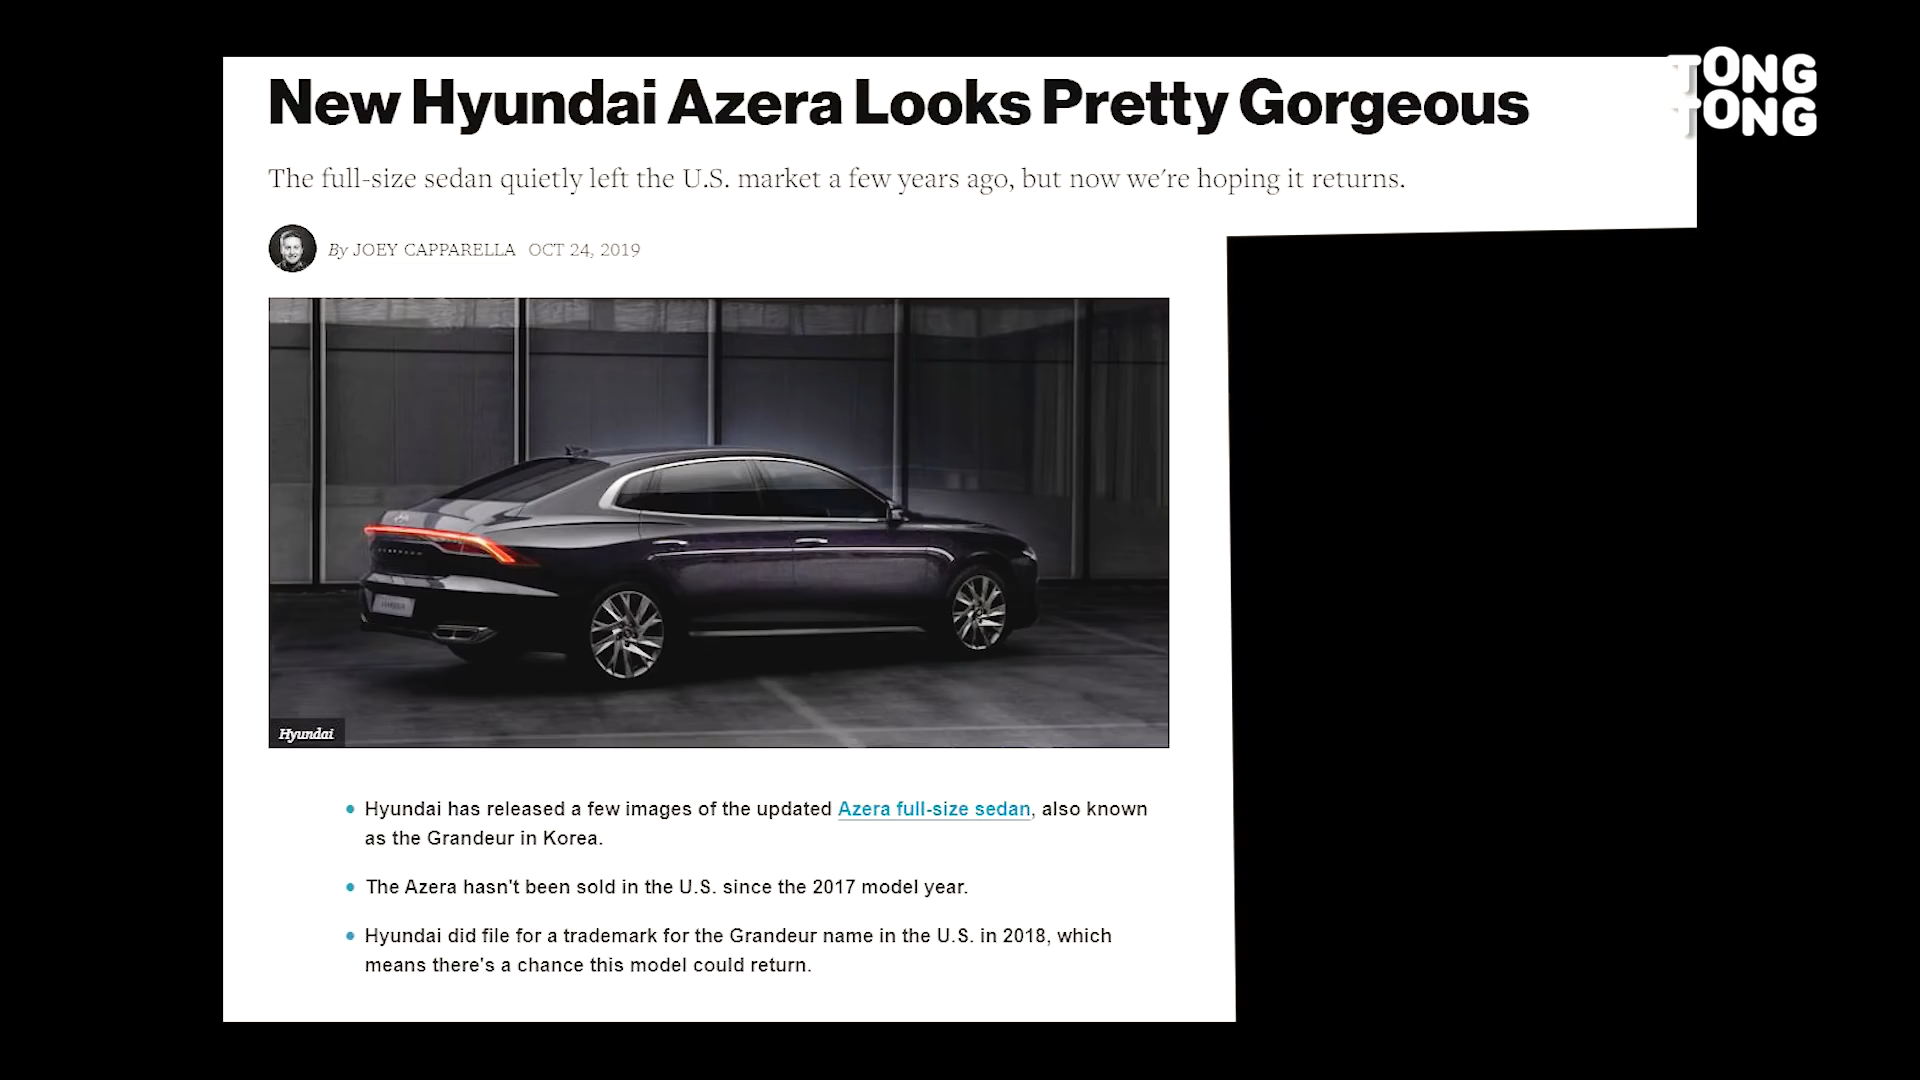 TONG
TONG
New Hyundai Azera Looks Pretty Gorgeous
The full-size sedan quietly left the U.S. market a few years ago, but now we're hoping it returns.
By JOEY CAPPARELLA OCT 24, 2019
Hyundai
Hyundai has released a few images of the updated Azera full-size sedan, also known
as the Grandeur in Korea.
The Azera hasn't been sold in the U.S. since the 2017 model year.
Hyundai did file for a trademark for the Grandeur name in the U.S. in 2018, which
means there's a chance this model could return.